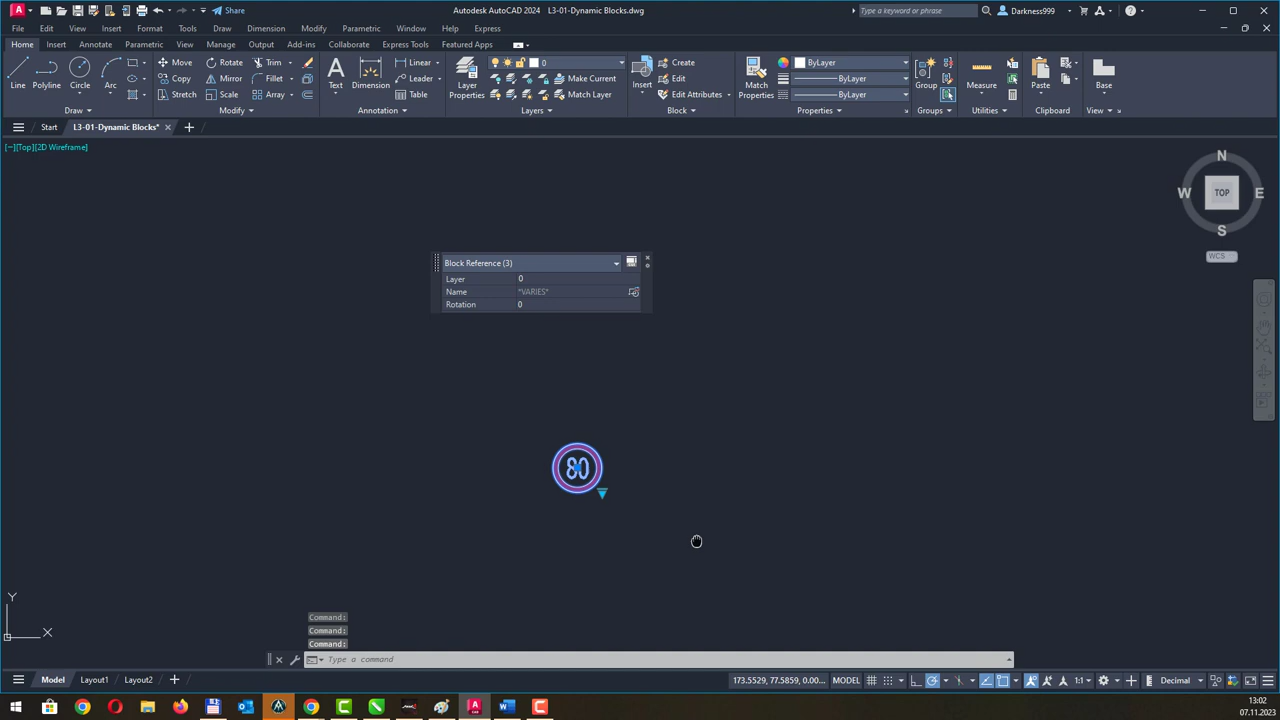 Share
Autodesk AutoCAD 2024 L3-01-Dynamic Blocks.dwg
Type a keyword or phrase
Darkness999
File Edit View Insert Format Tools Draw Dimension Modify Parametric Window Help Express
Home Insert Annotate Parametric View Manage Output Add-ins Collaborate Express Tools Featured Apps
Line Polyline Circle Arc
Move Rotate Trim
Copy Mirror Fillet
Stretch Scale Array
Text Dimension
Linear
Leader
Table
Layer
Properties
0
Make Current
Match Layer
Insert
Create
Edit
Edit Attributes
Match
Properties
ByLayer
ByLayer
ByLayer
Group
Measure
Paste
Base
Draw Modify Annotation Layers Block Properties Groups Utilities Clipboard View
Start L3-01-Dynamic Blocks*
[−][Top][2D Wireframe]
N
W TOP E
S
WCS
Block Reference (3)
Layer 0
Name *VARIES*
Rotation 0
80
Y
X
Command:
Command:
Command:
Type a command
Model Layout1 Layout2
173.5529, 77.5859, 0.00... MODEL 1:1 Decimal
13:02
07.11.2023